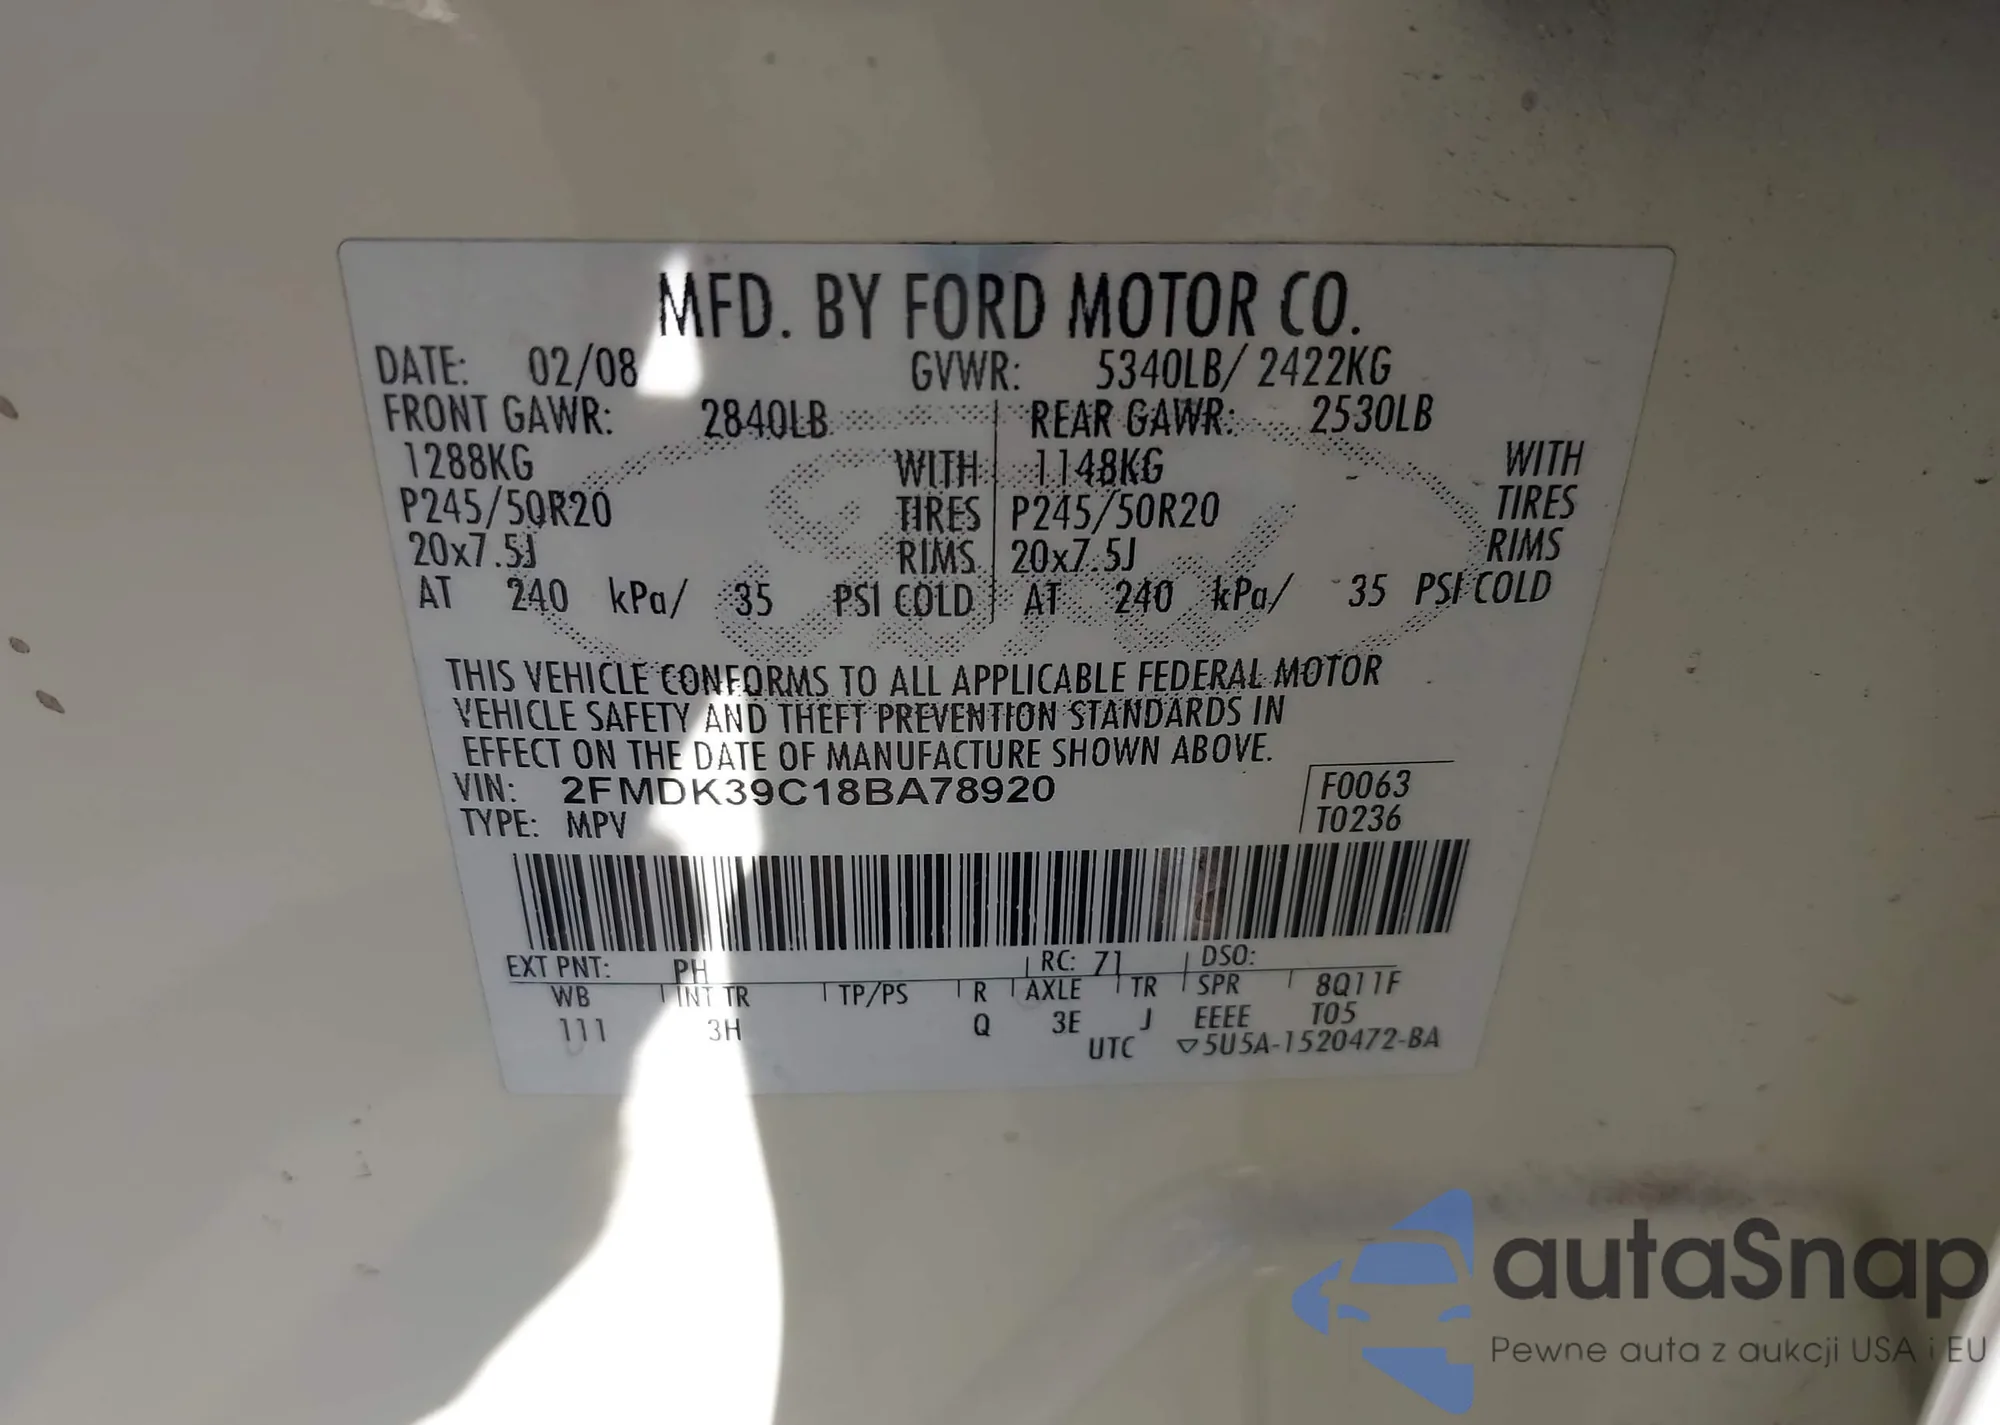 MFD. BY FORD MOTOR CO.
DATE: 02/08 GVWR: 5340LB/ 2422KG
FRONT GAWR: 2840LB REAR GAWR: 2530LB
1288KG WITH 1148KG WITH
P245/50R20 TIRES P245/50R20 TIRES
20x7.5J RIMS 20x7.5J RIMS
AT 240 kPa/ 35 PSI COLD AT 240 kPa/ 35 PSI COLD
THIS VEHICLE CONFORMS TO ALL APPLICABLE FEDERAL MOTOR
VEHICLE SAFETY AND THEFT PREVENTION STANDARDS IN
EFFECT ON THE DATE OF MANUFACTURE SHOWN ABOVE.
VIN: 2FMDK39C18BA78920 F0063
TYPE: MPV T0236
EXT PNT: PH RC: 71 DSO:
WB INT TR TP/PS R AXLE TR SPR 8Q11F
111 3H Q 3E J EEEE T05
UTC ▽5U5A-1520472-BA
autaSnap
Pewne auta z aukcji USA i EU